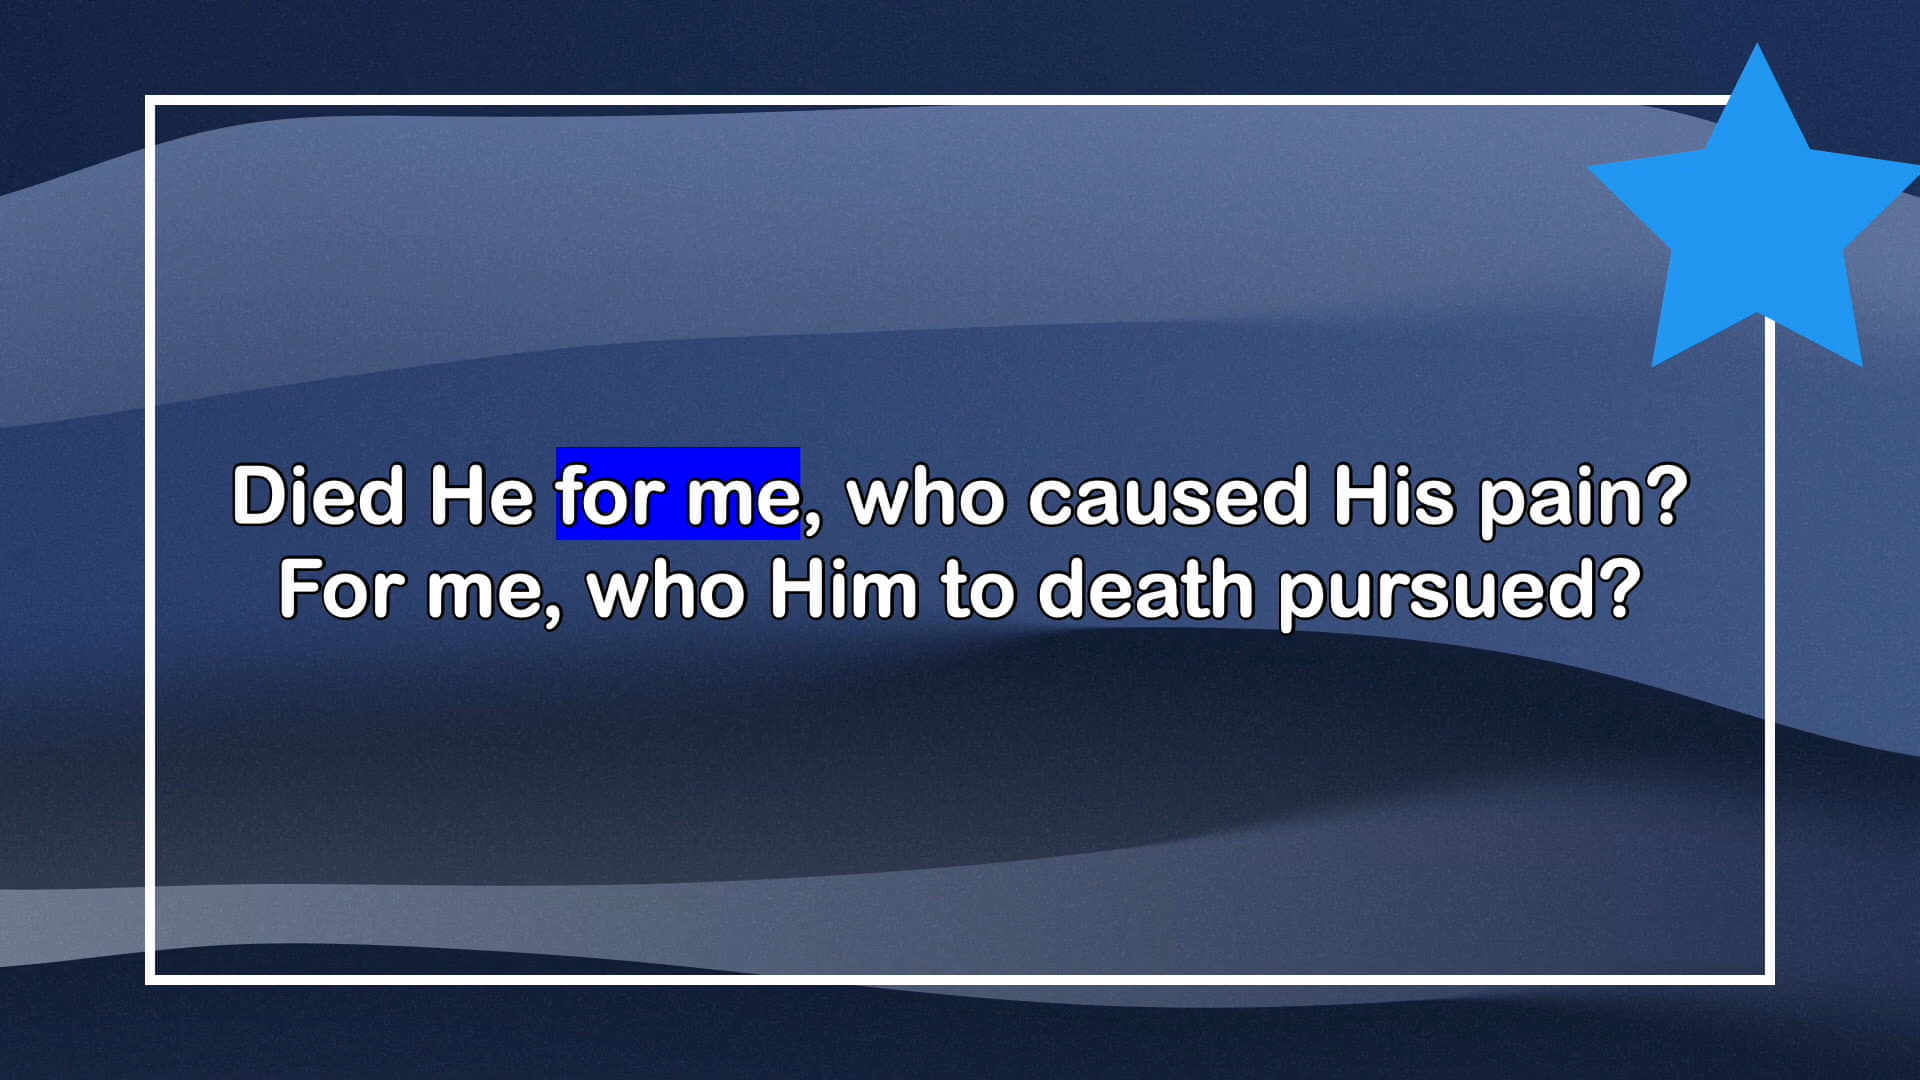 Died He for me, who caused His pain?
For me, who Him to death pursued?